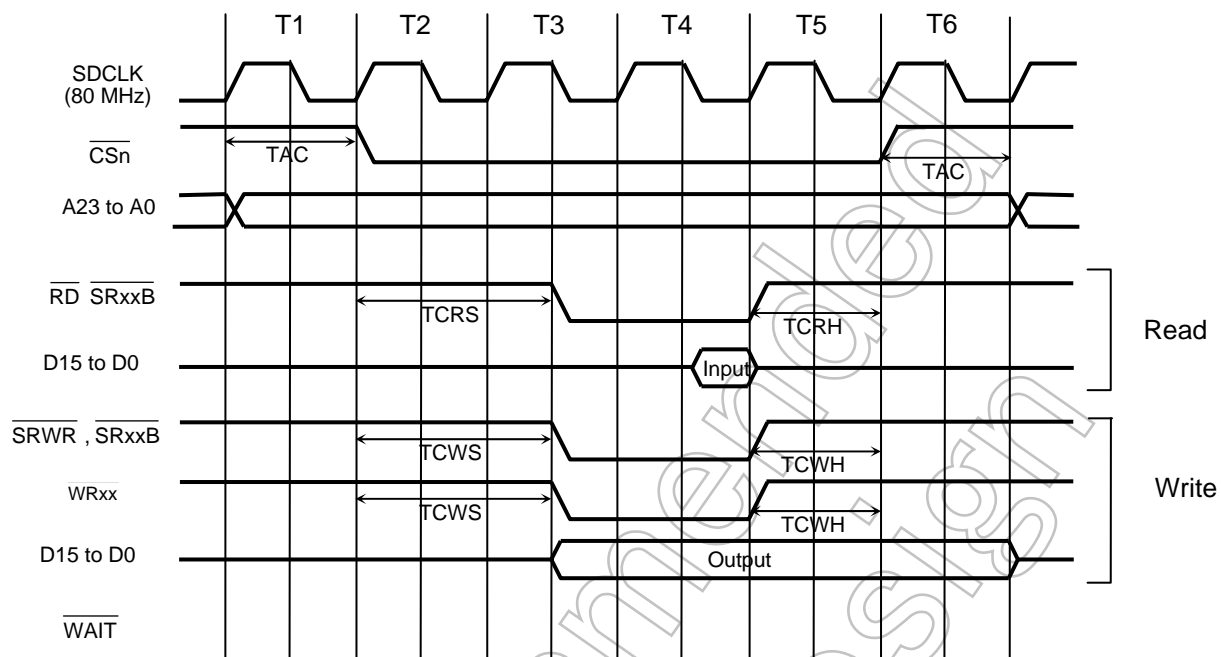 T1 T2 T3 T4 T5 T6
SDCLK
(80 MHz)
CSn
TAC TAC
A23 to A0
RD SRxxB
TCRS TCRH
Read
D15 to D0
Input
SRWR , SRxxB
TCWS TCWH
WRxx
Write
TCWS TCWH
D15 to D0
Output
WAIT